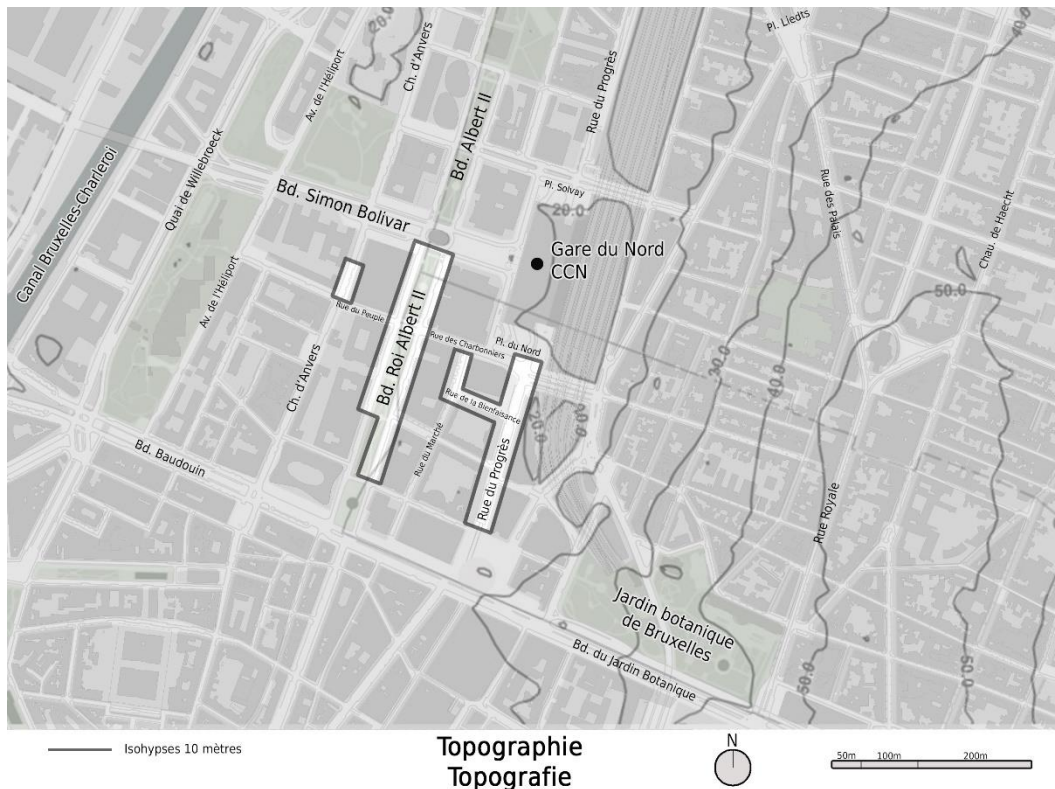 20.0
Pl. Liedts
40.0
Ch. d'Anvers
Av. de l'Héliport
Rue du Progrès
Bd. Albert II
Canal Bruxelles-Charleroi
Quai de Willebroeck
Bd. Simon Bolivar
Pl. Solvay
20.0
Rue des Palais
Chau. de Haecht
Gare du Nord
CCN
Av. de l'Héliport
50.0
Rue du Peuple
Bd. Roi Albert II
Rue des Charbonniers
Pl. du Nord
30.0
40.0
Ch. d'Anvers
Rue de la Bienfaisance
20.0
20.0
Bd. Baudouin
Rue du Marché
Rue du Progrès
Rue Royale
Jardin botanique
de Bruxelles
Bd. du Jardin Botanique
50.0
50.0
Isohypses 10 mètres
Topographie
Topografie
N
50m 100m 200m